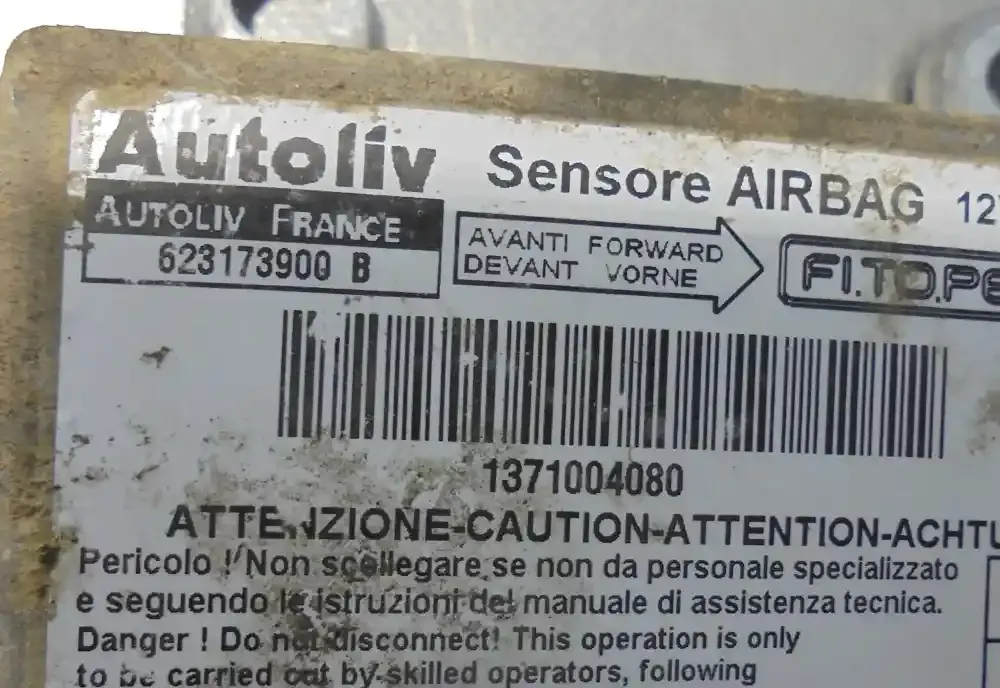 Autoliv Sensore AIRBAG
AUTOLIV FRANCE
623173900 B
AVANTI FORWARD
DEVANT VORNE
1371004080
ATTENZIONE-CAUTION-ATTENTION-ACHTU
Pericolo ! Non scollegare se non da personale specializzato
e seguendo le istruzioni del manuale di assistenza tecnica.
Danger ! Do not disconnect! This operation is only
to be carried out by skilled operators, following